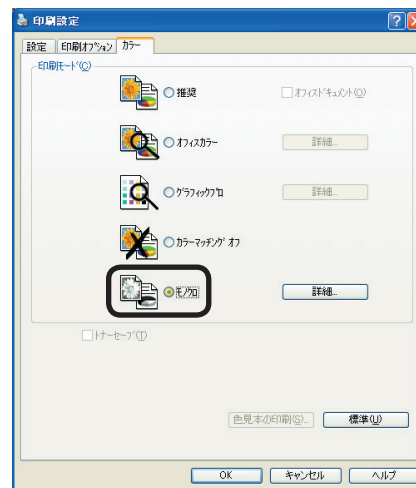 印刷設定
設定 印刷オプション カラー
印刷モード(C)
推奨 オフィスドキュメント(O)
オフィスカラー 詳細...
グラフィックプロ 詳細...
カラーマッチング オフ
モノクロ 詳細...
トナーセーブ(T)
色見本の印刷(S)... 標準(U)
OK キャンセル ヘルプ